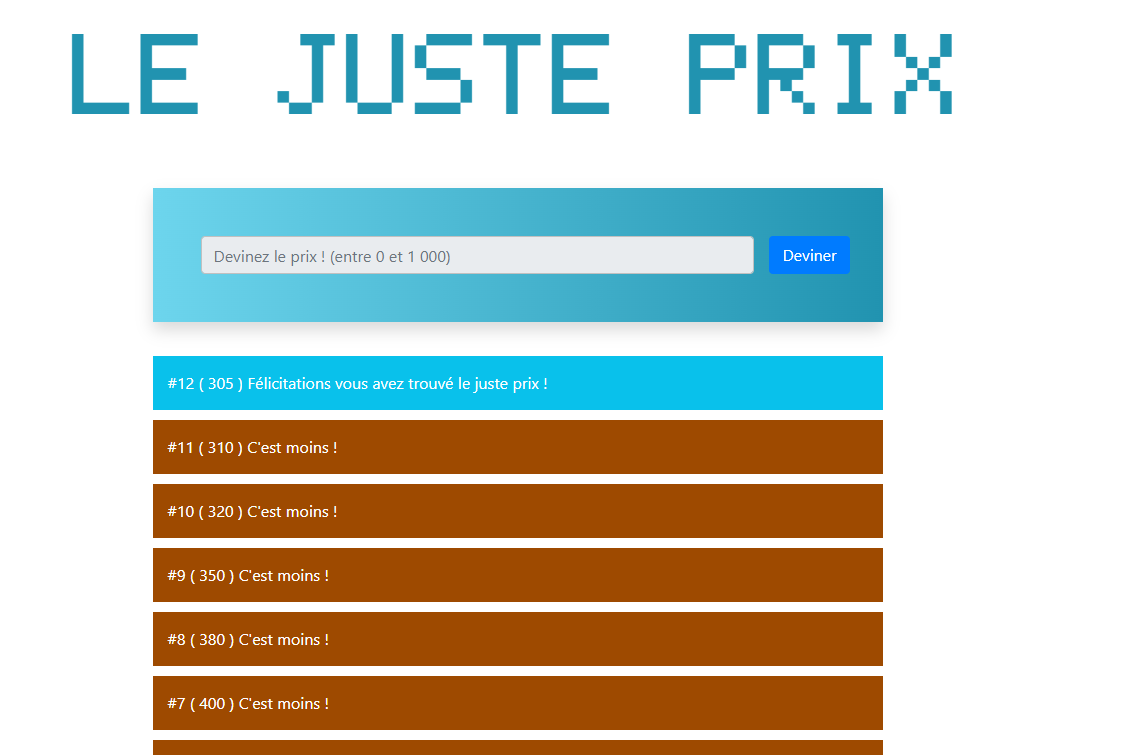 LE JUSTE PRIX
Devinez le prix ! (entre 0 et 1 000)
Deviner
#12 ( 305 ) Félicitations vous avez trouvé le juste prix !
#11 ( 310 ) C'est moins !
#10 ( 320 ) C'est moins !
#9 ( 350 ) C'est moins !
#8 ( 380 ) C'est moins !
#7 ( 400 ) C'est moins !